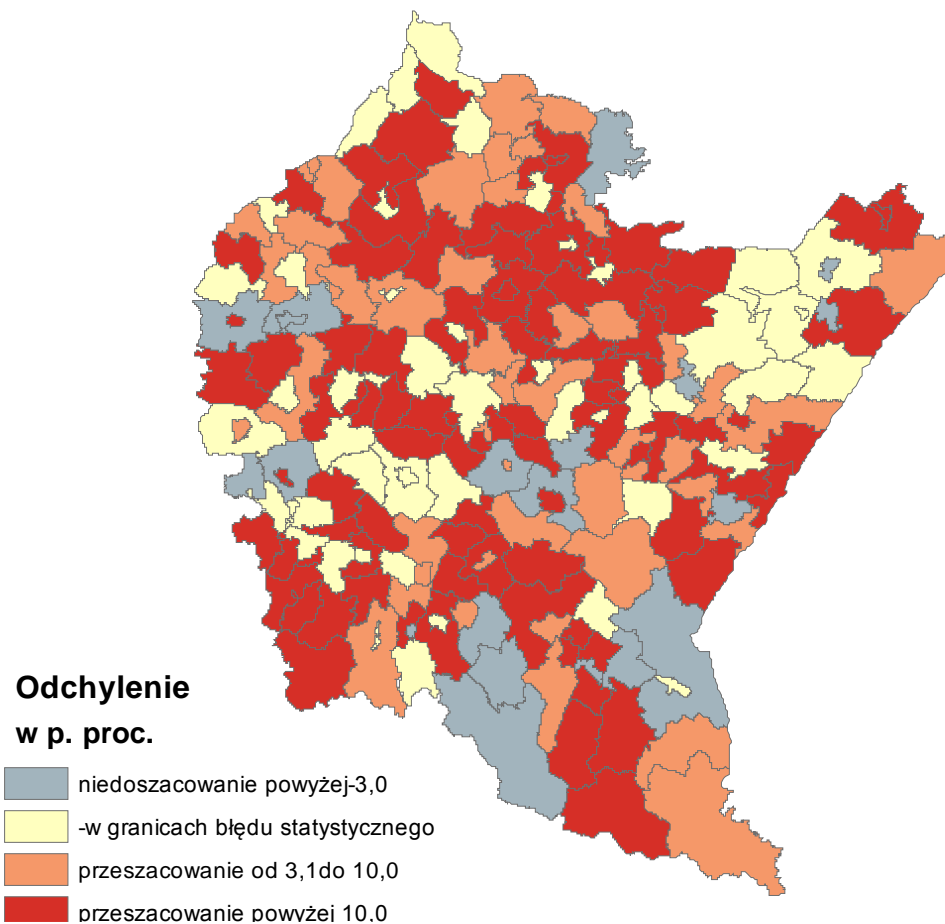 Odchylenie
w p. proc.
niedoszacowanie powyżej-3,0
-w granicach błędu statystycznego
przeszacowanie od 3,1do 10,0
przeszacowanie powyżej 10,0